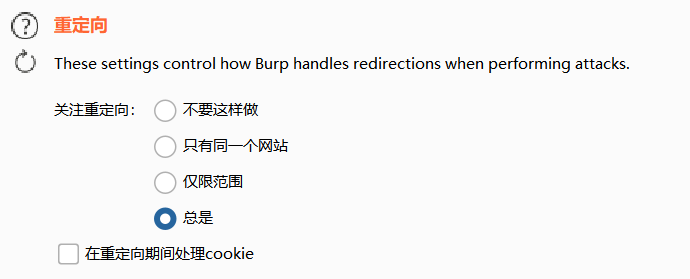 重定向
These settings control how Burp handles redirections when performing attacks.
关注重定向： 不要这样做
只有同一个网站
仅限范围
总是
在重定向期间处理cookie